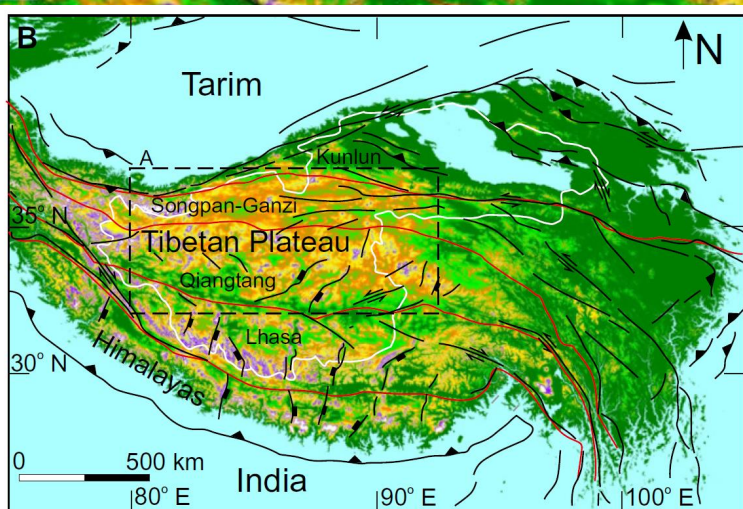 B
N
Tarim
A
Kunlun
Songpan-Ganzi
35° N
Tibetan Plateau
Qiangtang
Lhasa
30° N
Himalayas
0 500 km
India
80° E 90° E 100° E